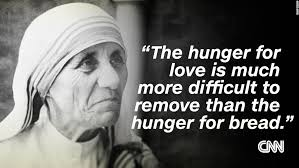 “The hunger for
love is much
more difficult to
remove than the
hunger for bread.”
CNN